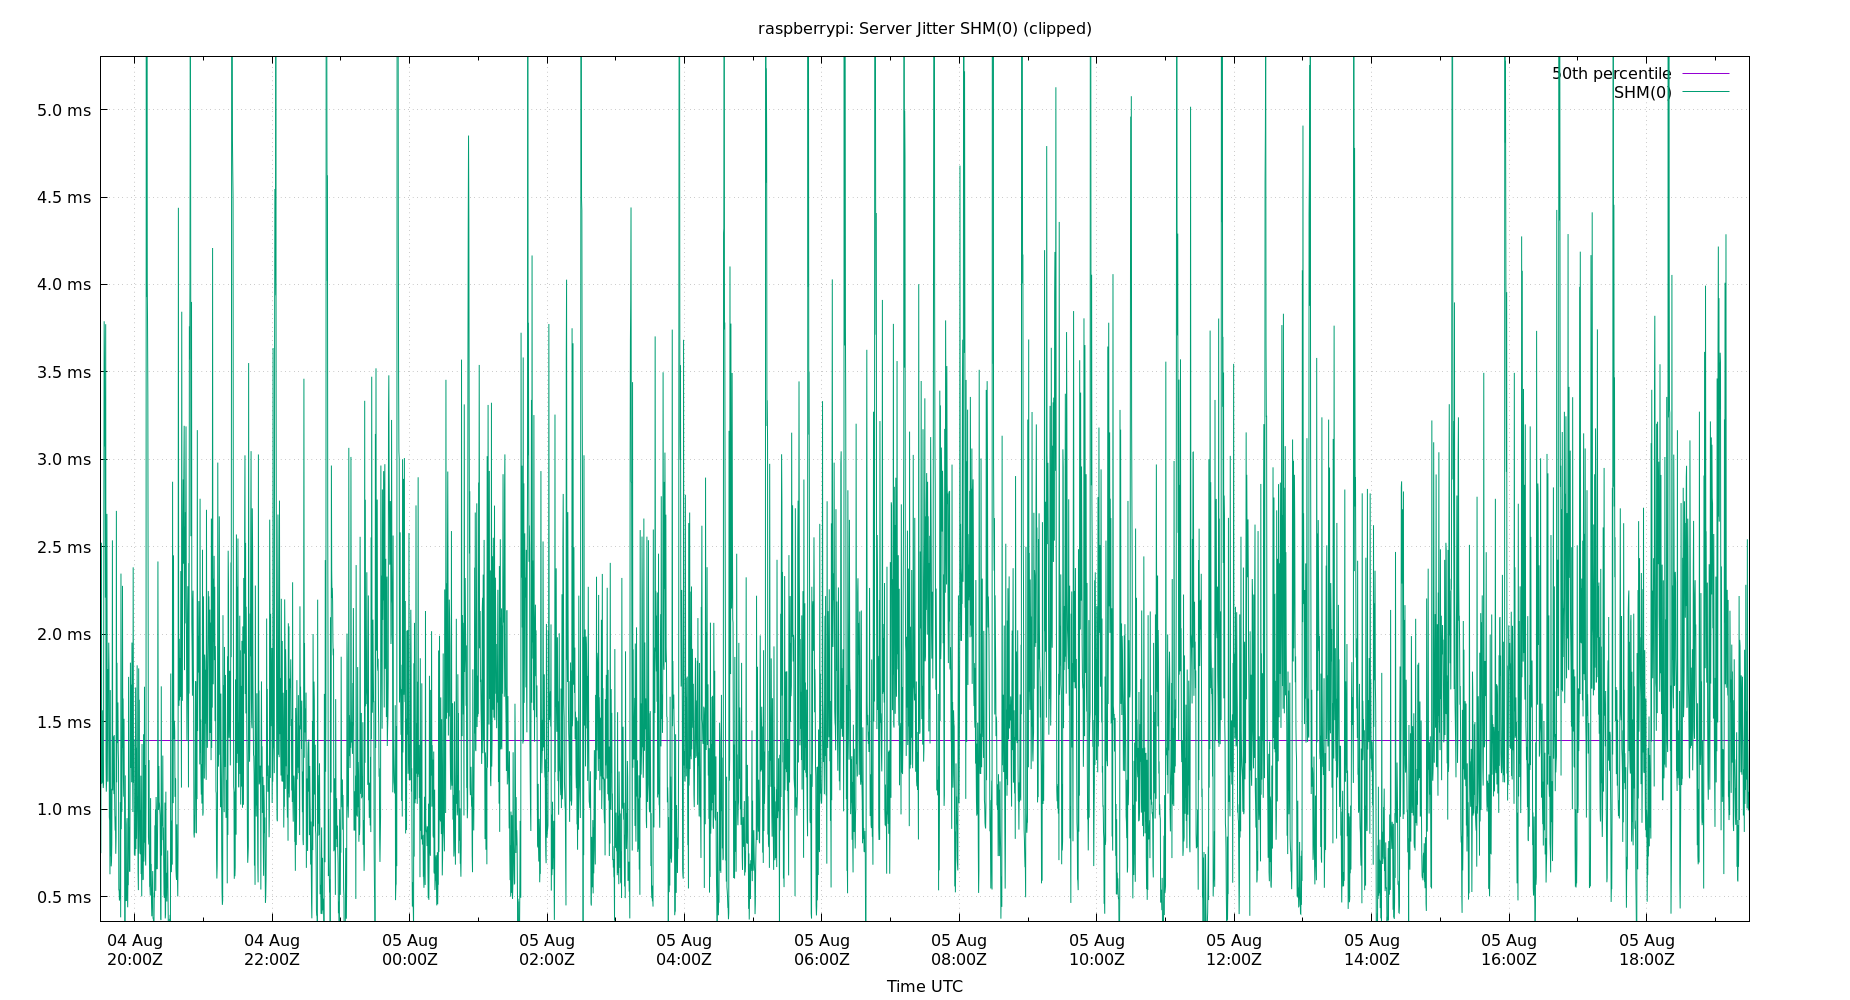 raspberrypi: Server Jitter SHM(0) (clipped)
50th percentile
SHM(0)
5.0 ms
4.5 ms
4.0 ms
3.5 ms
3.0 ms
2.5 ms
2.0 ms
1.5 ms
1.0 ms
0.5 ms
04 Aug 04 Aug 05 Aug 05 Aug 05 Aug 05 Aug 05 Aug 05 Aug 05 Aug 05 Aug 05 Aug 05 Aug
20:00Z 22:00Z 00:00Z 02:00Z 04:00Z 06:00Z 08:00Z 10:00Z 12:00Z 14:00Z 16:00Z 18:00Z
Time UTC